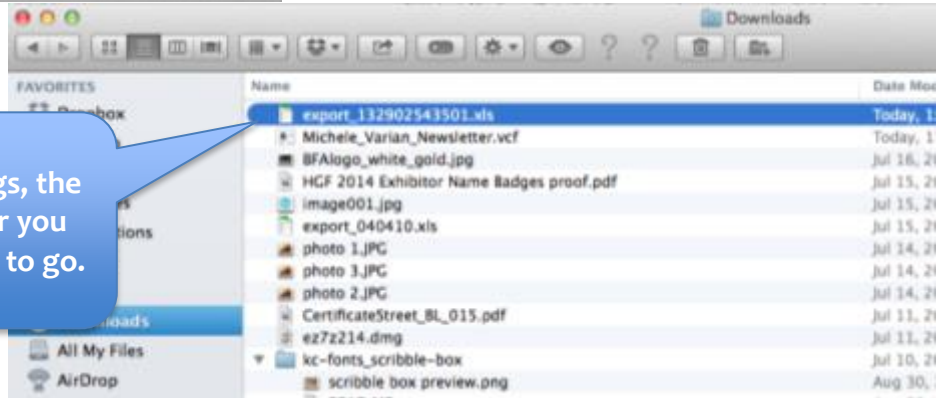 Downloads
FAVORITES
Name
Date Mod
Dropbox
export_132902543501.xls
Today, 1
Michele_Varian_Newsletter.vcf
Today, 1
BFAlogo_white_gold.jpg
Jul 16, 20
gs, the
HGF 2014 Exhibitor Name Badges proof.pdf
Jul 15, 20
image001.jpg
Jul 15, 20
r you
tions
export_040410.xls
Jul 15, 20
to go.
photo 1.JPG
Jul 14, 20
photo 3.JPG
Jul 14, 20
photo 2.JPG
Jul 14, 20
oads
CertificateStreet_BL_015.pdf
Jul 11, 20
ez7z214.dmg
Jul 11, 20
All My Files
kc-fonts_scribble-box
Jul 10, 20
AirDrop
scribble box preview.png
Aug 30,